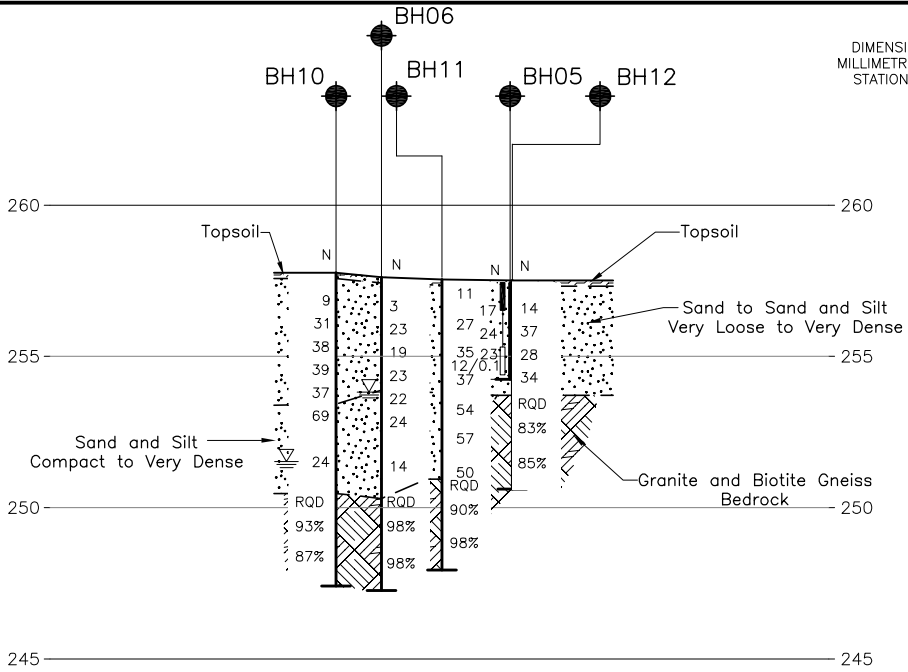 BH06
DIMENSI
MILLIMETR
STATION
BH10
BH11
BH05
BH12
260
260
Topsoil
Topsoil
N
N
N
N
9
31
38
39
37
69
24
RQD
93%
87%
3
23
19
23
22
24
14
RQD
98%
98%
11
27
35
37
54
57
50
RQD
90%
98%
17
24
23
12/0.1
14
37
28
34
RQD
83%
85%
Sand to Sand and Silt
Very Loose to Very Dense
255
255
Sand and Silt
Compact to Very Dense
Granite and Biotite Gneiss
Bedrock
250
250
245
245